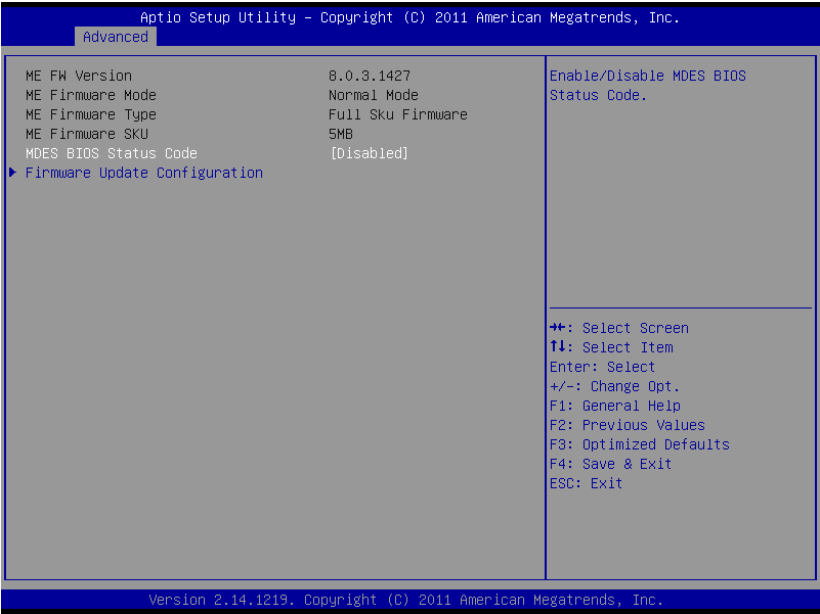 Aptio Setup Utility – Copyright (C) 2011 American Megatrends, Inc.
Advanced
ME FW Version 8.0.3.1427
ME Firmware Mode Normal Mode
ME Firmware Type Full Sku Firmware
ME Firmware SKU 5MB
MDES BIOS Status Code [Disabled]
Firmware Update Configuration
Enable/Disable MDES BIOS
Status Code.
→←: Select Screen
↑↓: Select Item
Enter: Select
+/-: Change Opt.
F1: General Help
F2: Previous Values
F3: Optimized Defaults
F4: Save & Exit
ESC: Exit
Version 2.14.1219. Copyright (C) 2011 American Megatrends, Inc.